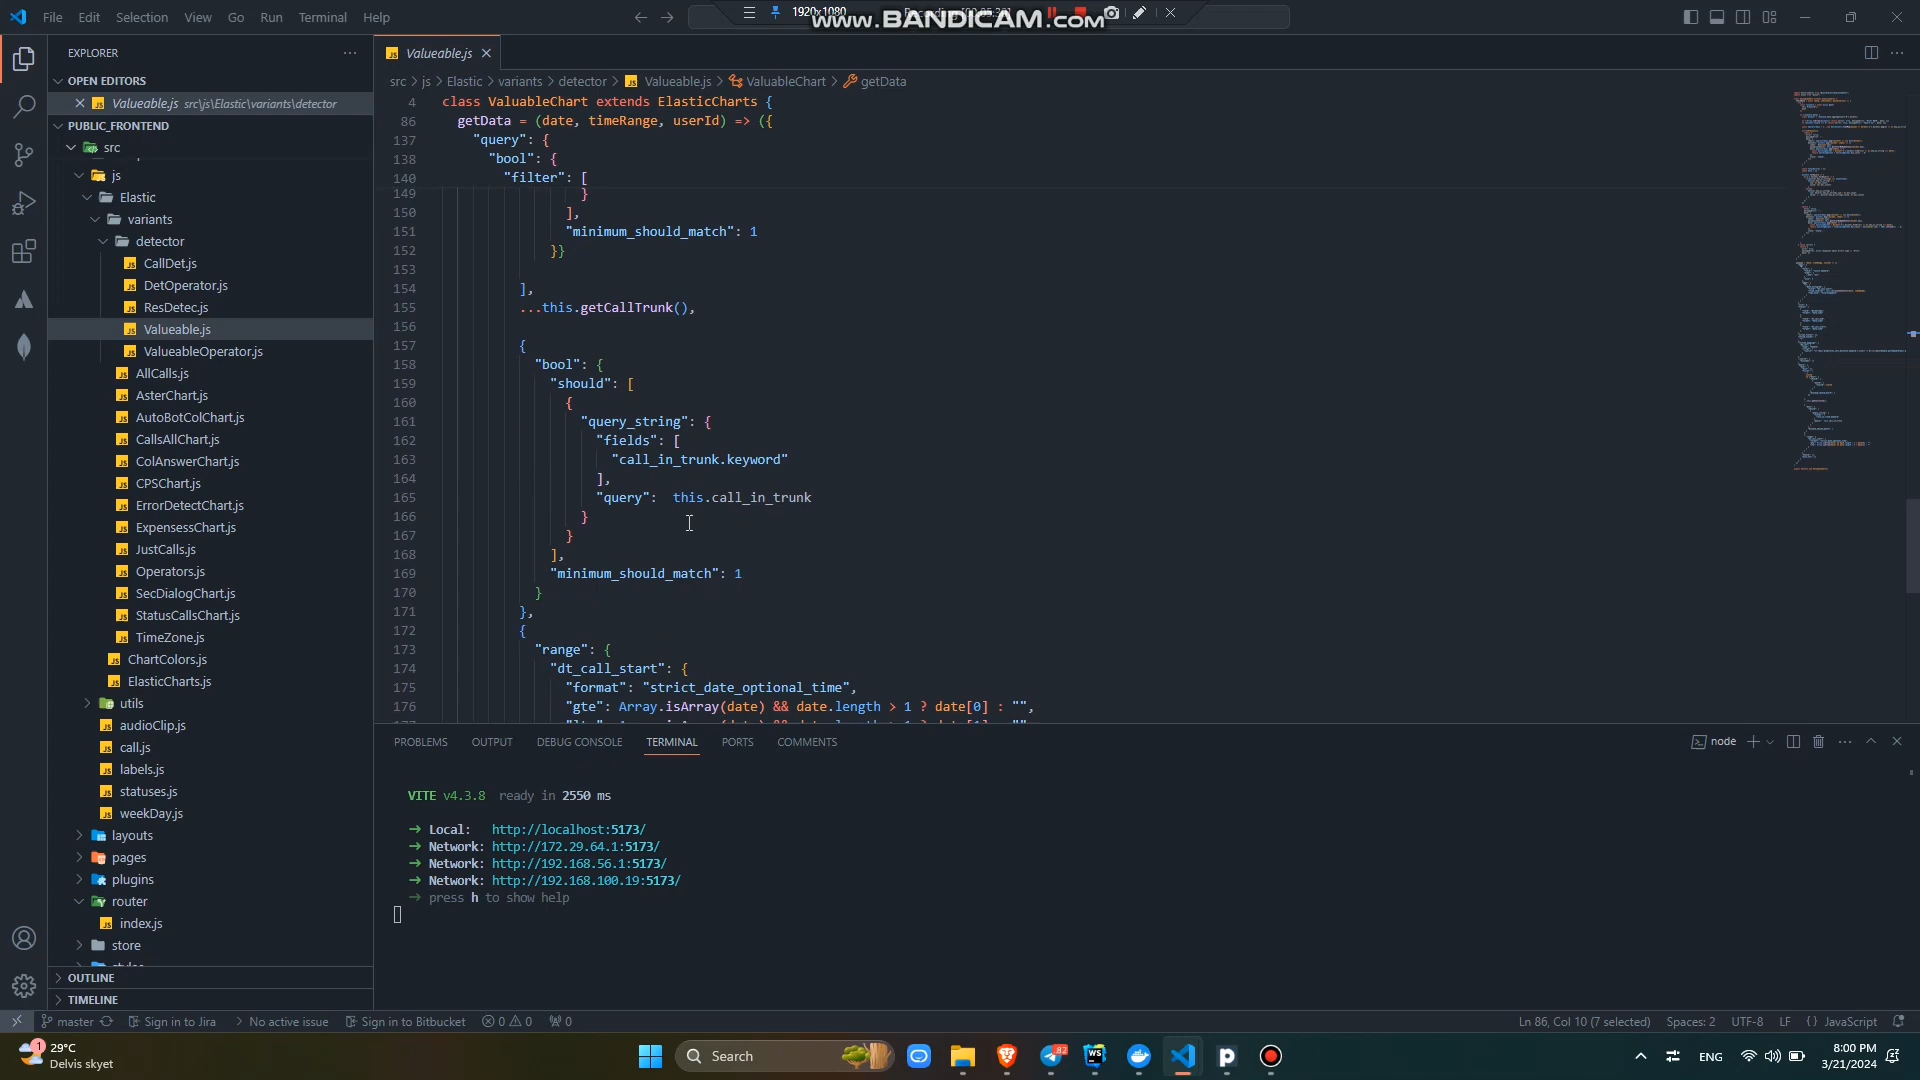 File Edit Selection View Go Run Terminal Help
1920x1080
www.BANDICAM.com
EXPLORER
OPEN EDITORS
Valueable.js src\js\Elastic\variants\detector
PUBLIC_FRONTEND
src
js
Elastic
variants
detector
CallDet.js
DetOperator.js
ResDetec.js
Valueable.js
ValueableOperator.js
AllCalls.js
AsterChart.js
AutoBotColChart.js
CallsAllChart.js
ColAnswerChart.js
CPSChart.js
ErrorDetectChart.js
ExpensessChart.js
JustCalls.js
Operators.js
SecDialogChart.js
StatusCallsChart.js
TimeZone.js
ChartColors.js
ElasticCharts.js
utils
audioClip.js
call.js
labels.js
statuses.js
weekDay.js
layouts
pages
plugins
router
index.js
store
OUTLINE
TIMELINE
Valueable.js
src > js > Elastic > variants > detector > Valueable.js > ValuableChart > getData
4 class ValuableChart extends ElasticCharts {
86 getData = (date, timeRange, userId) => ({
137 "query": {
138 "bool": {
140 "filter": [
149 }
150 ],
151 "minimum_should_match": 1
152 }}
153
154 ],
155 ...this.getCallTrunk(),
156
157 {
158 "bool": {
159 "should": [
160 {
161 "query_string": {
162 "fields": [
163 "call_in_trunk.keyword"
164 ],
165 "query": this.call_in_trunk
166 }
167 }
168 ],
169 "minimum_should_match": 1
170 }
171 },
172 {
173 "range": {
174 "dt_call_start": {
175 "format": "strict_date_optional_time",
176 "gte": Array.isArray(date) && date.length > 1 ? date[0] : "",
PROBLEMS OUTPUT DEBUG CONSOLE TERMINAL PORTS COMMENTS
node
VITE v4.3.8 ready in 2550 ms
➜ Local: http://localhost:5173/
➜ Network: http://172.29.64.1:5173/
➜ Network: http://192.168.56.1:5173/
➜ Network: http://192.168.100.19:5173/
➜ press h to show help
master Sign in to Jira No active issue Sign in to Bitbucket 0 0 0
Ln 86, Col 10 (7 selected) Spaces: 2 UTF-8 LF {} JavaScript
1
29°C
Delvis skyet
Search
82
WS
ENG
8:00 PM
3/21/2024